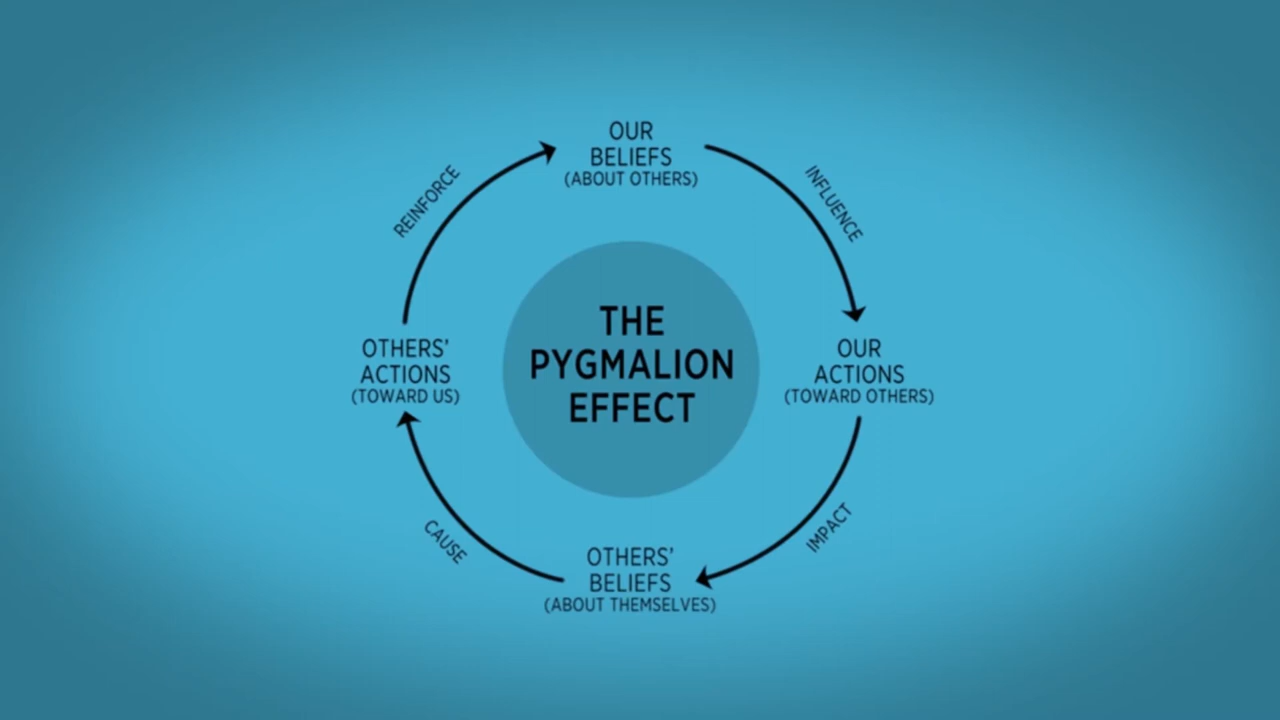 OUR
BELIEFS
(ABOUT OTHERS)
INFLUENCE
OUR
ACTIONS
(TOWARD OTHERS)
IMPACT
OTHERS'
BELIEFS
(ABOUT THEMSELVES)
CAUSE
OTHERS'
ACTIONS
(TOWARD US)
REINFORCE
THE
PYGMALION
EFFECT